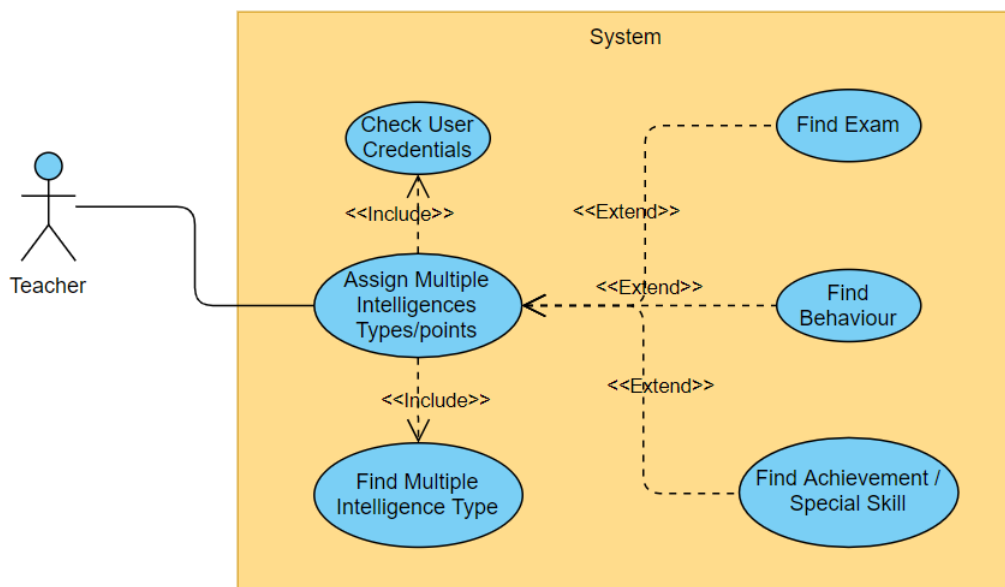 System
Check User
Credentials
Find Exam
<<Include>>
<<Extend>>
Teacher
Assign Multiple
Intelligences
Types/points
<<Extend>>
Find
Behaviour
<<Include>>
<<Extend>>
Find Multiple
Intelligence Type
Find Achievement /
Special Skill